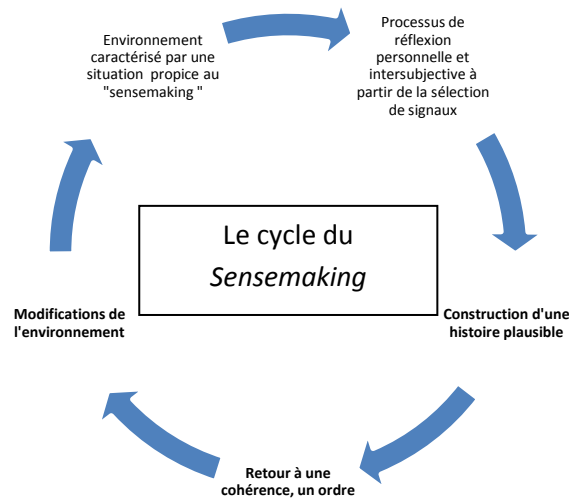 Environnement
caractérisé par une
situation propice au
"sensemaking "
Processus de
réflexion
personnelle et
intersubjective à
partir de la sélection
de signaux
Le cycle du
Sensemaking
Construction d'une
histoire plausible
Retour à une
cohérence, un ordre
Modifications de
l'environnement